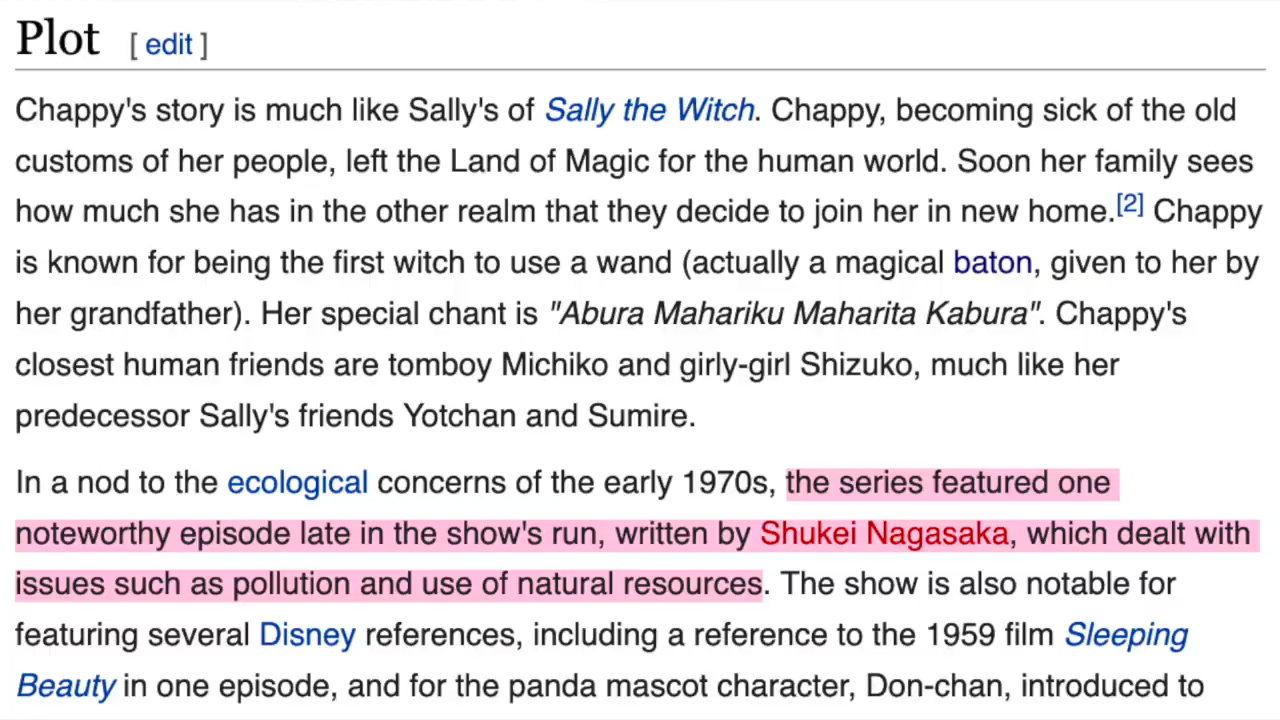 Plot [ edit ]
Chappy's story is much like Sally's of Sally the Witch. Chappy, becoming sick of the old
customs of her people, left the Land of Magic for the human world. Soon her family sees
how much she has in the other realm that they decide to join her in new home.[2] Chappy
is known for being the first witch to use a wand (actually a magical baton, given to her by
her grandfather). Her special chant is "Abura Mahariku Maharita Kabura". Chappy's
closest human friends are tomboy Michiko and girly-girl Shizuko, much like her
predecessor Sally's friends Yotchan and Sumire.
In a nod to the ecological concerns of the early 1970s, the series featured one
noteworthy episode late in the show's run, written by Shukei Nagasaka, which dealt with
issues such as pollution and use of natural resources. The show is also notable for
featuring several Disney references, including a reference to the 1959 film Sleeping
Beauty in one episode, and for the panda mascot character, Don-chan, introduced to